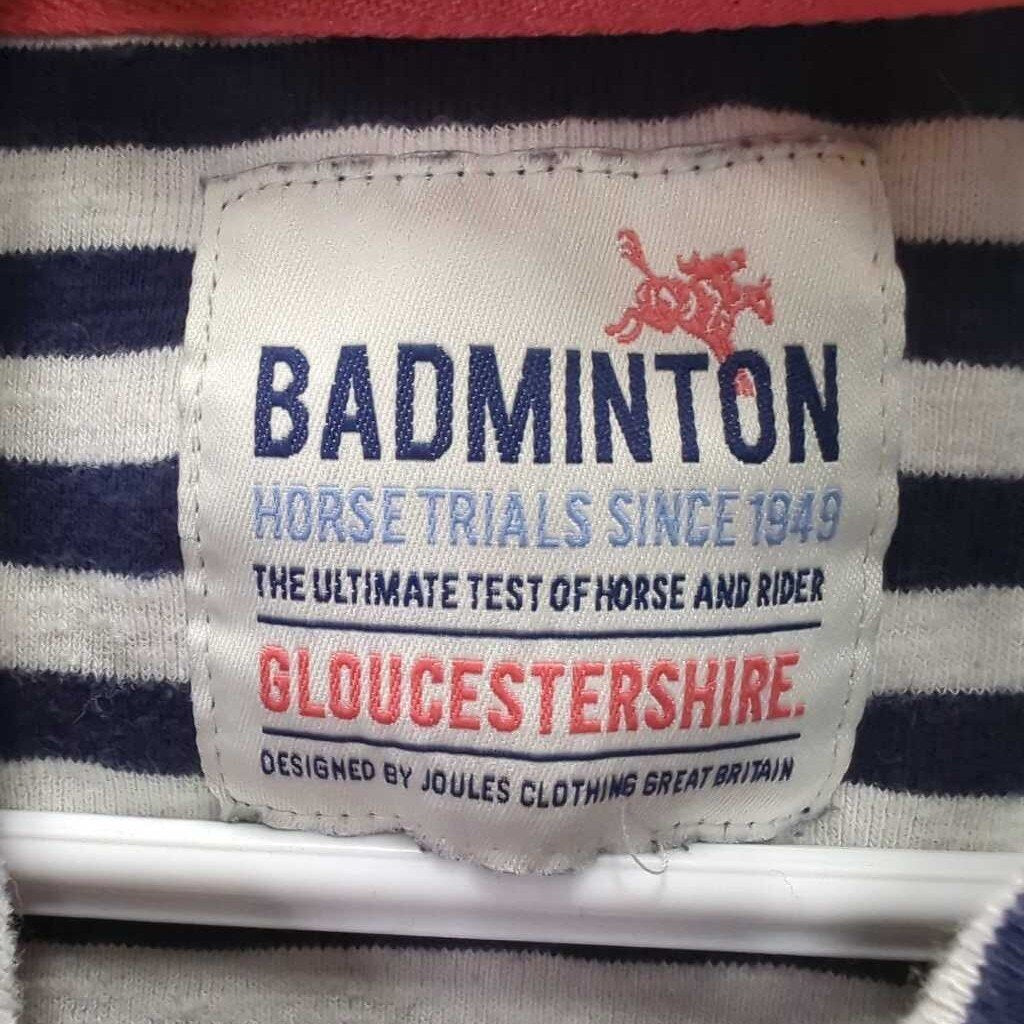 BADMINTON
HORSE TRIALS SINCE 1949
THE ULTIMATE TEST OF HORSE AND RIDER
GLOUCESTERSHIRE.
DESIGNED BY JOULES CLOTHING GREAT BRITAIN